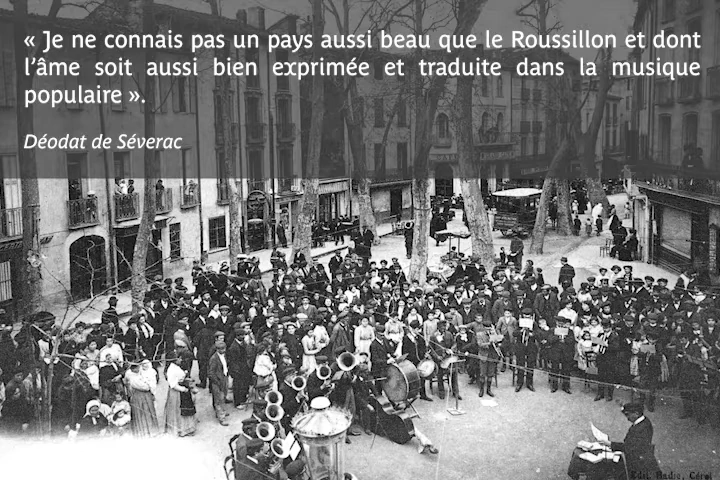 « Je ne connais pas un pays aussi beau que le Roussillon et dont
l’âme soit aussi bien exprimée et traduite dans la musique
populaire ».
Déodat de Séverac